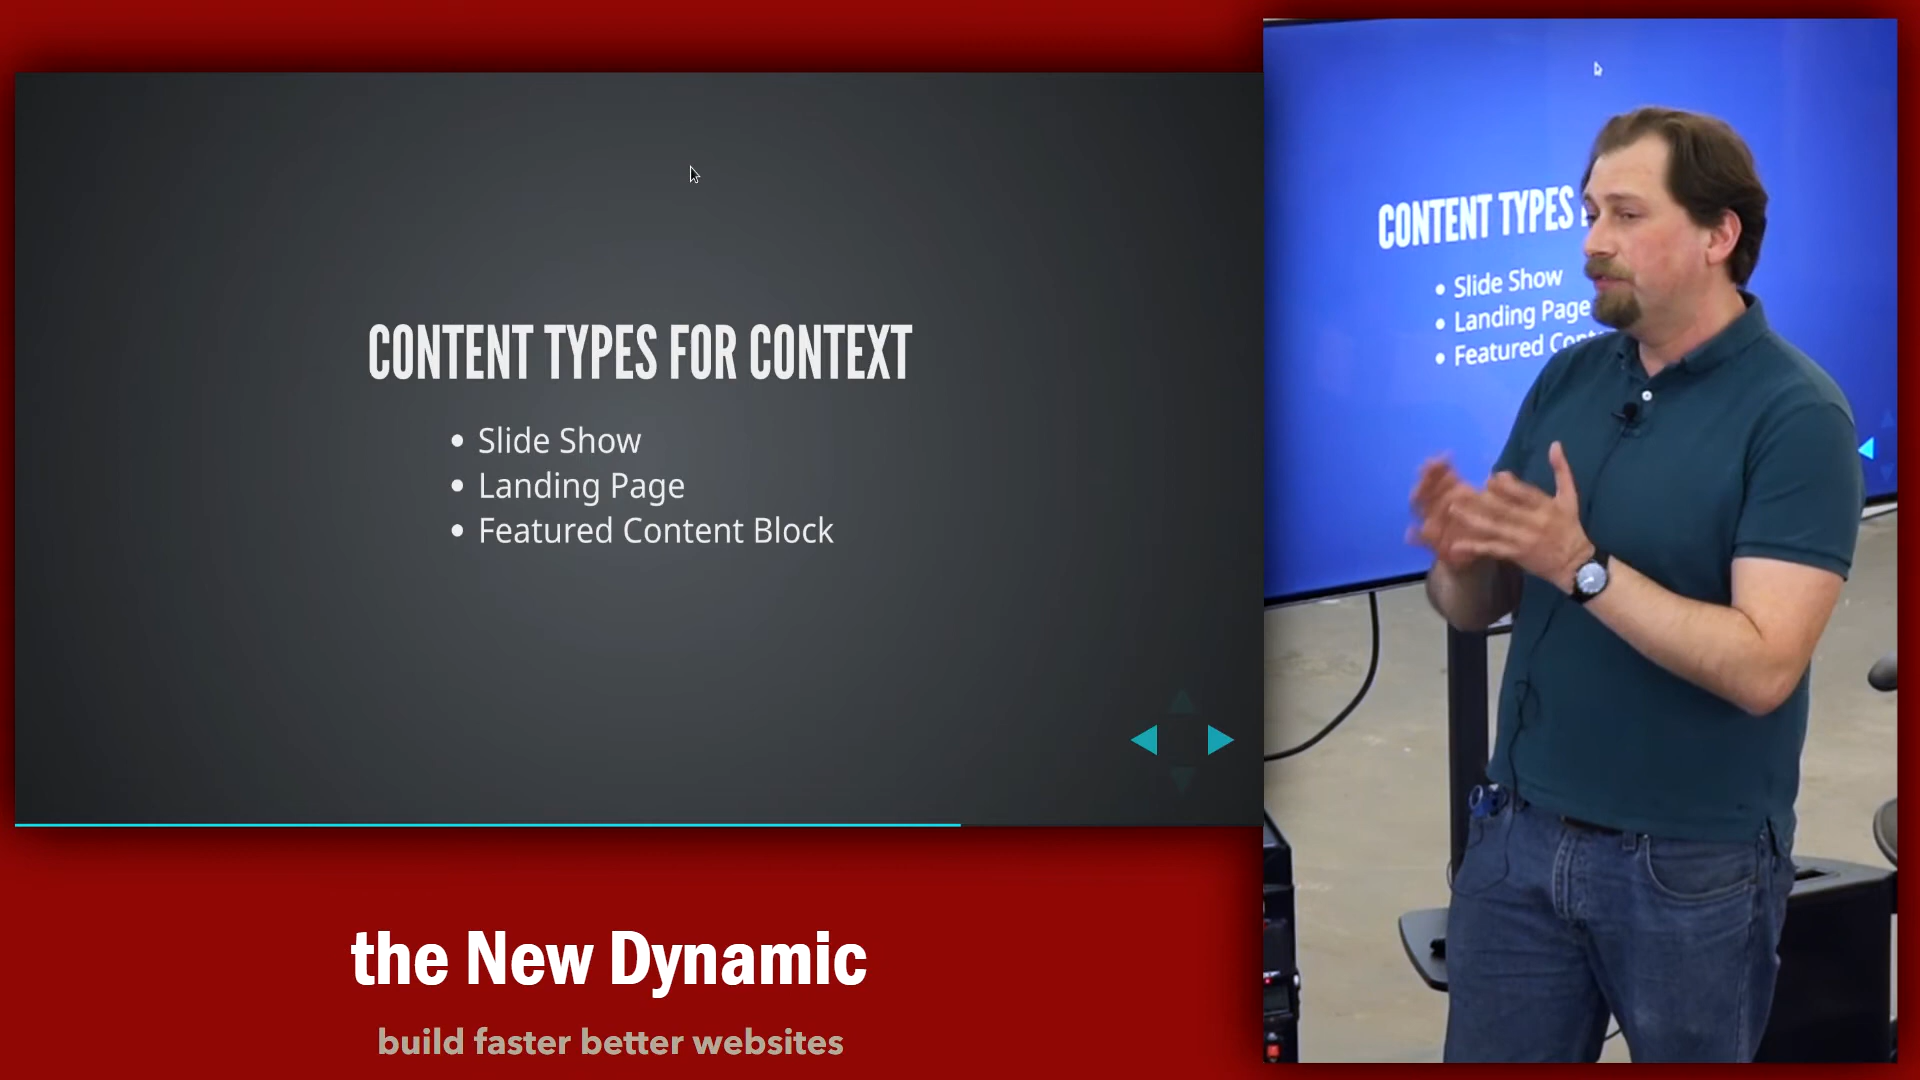 CONTENT TYPES FOR CONTEXT
Slide Show
Landing Page
Featured Content Block
CONTENT TYPES
Slide Show
Landing Page
Featured
the New Dynamic
build faster better websites